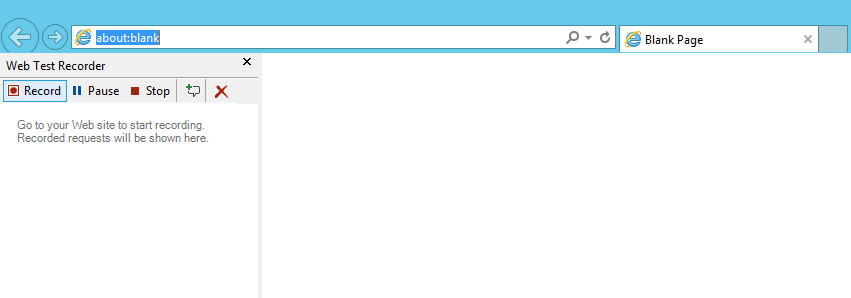 about:blank
Blank Page
Web Test Recorder
Record Pause Stop
Go to your Web site to start recording.
Recorded requests will be shown here.